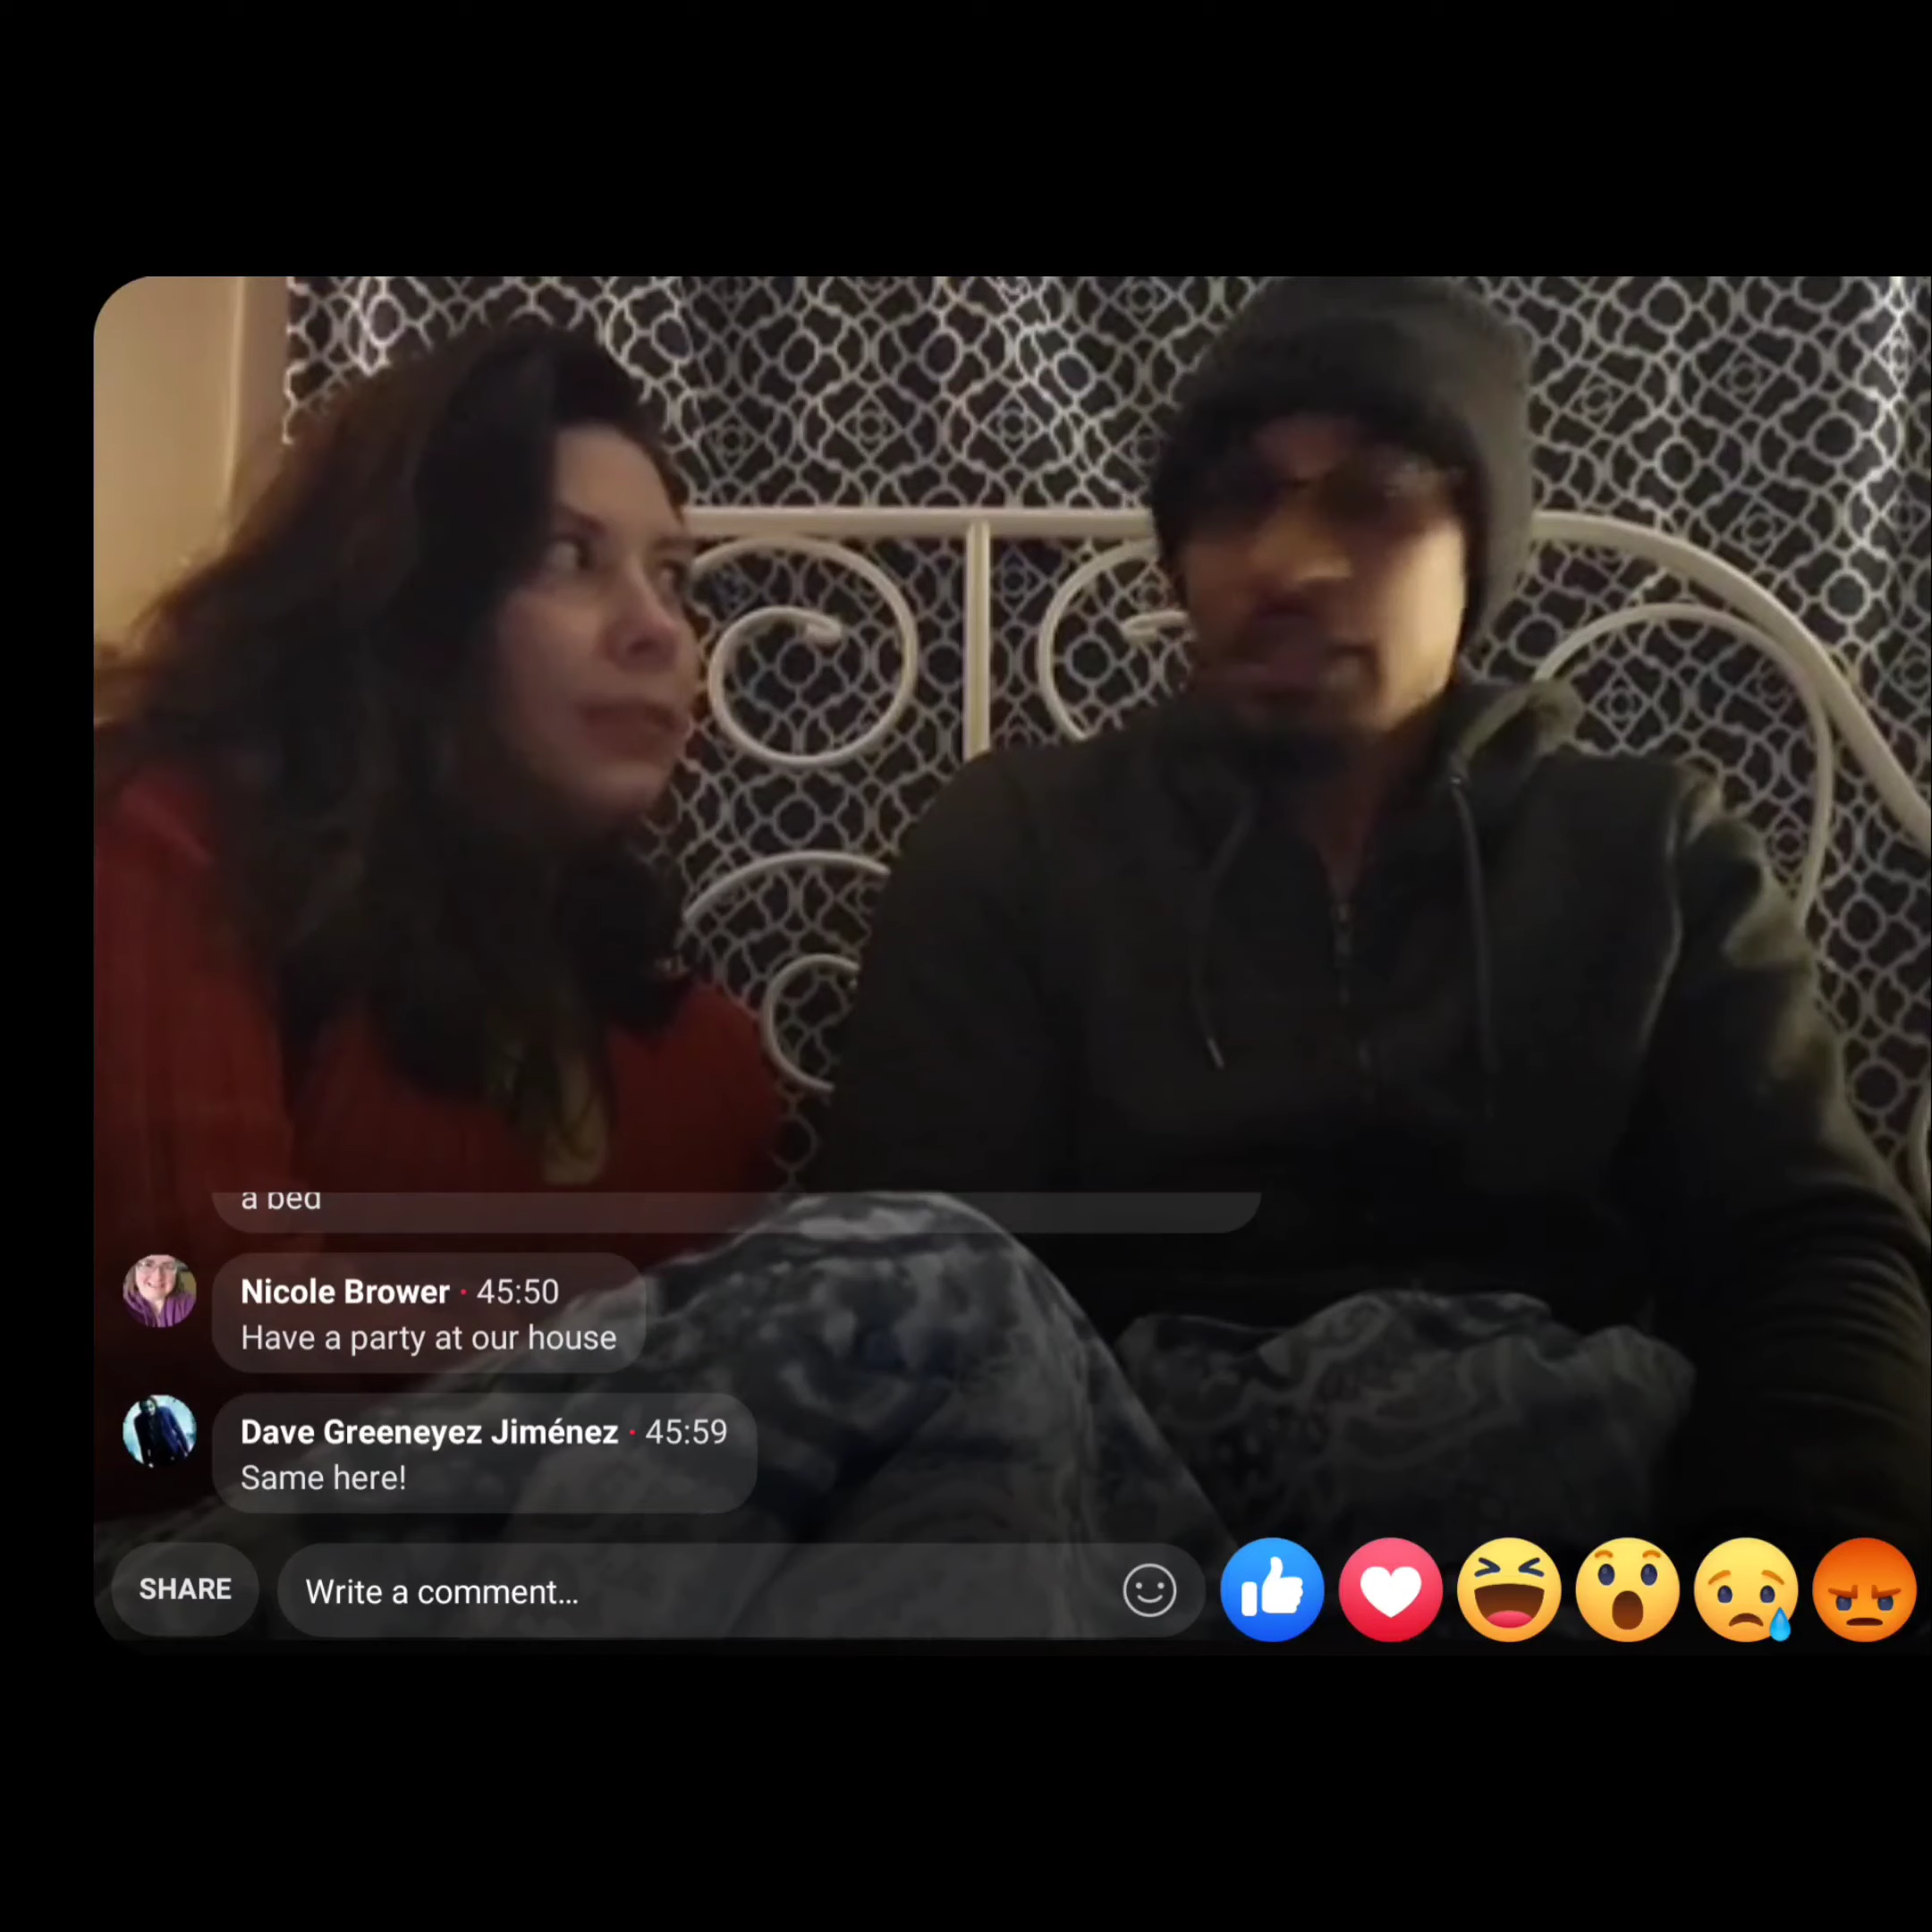 a bed
Nicole Brower · 45:50
Have a party at our house
Dave Greeneyez Jiménez · 45:59
Same here!
SHARE
Write a comment...